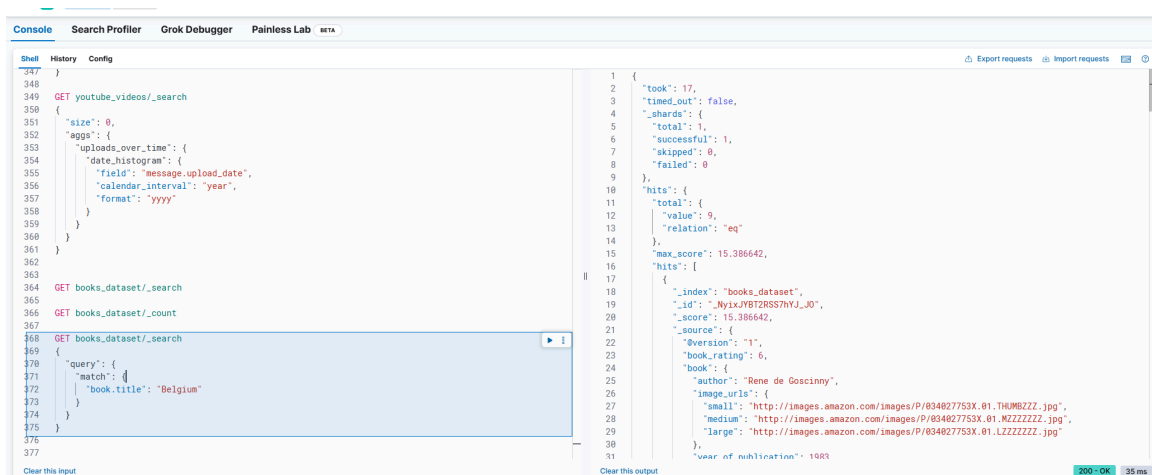 Console Search Profiler Grok Debugger Painless Lab BETA
Shell History Config Export requests Import requests
347 }
348
349 GET youtube_videos/_search
350 {
351 "size": 0,
352 "aggs": {
353 "uploads_over_time": {
354 "date_histogram": {
355 "field": "message.upload_date",
356 "calendar_interval": "year",
357 "format": "yyyy"
358 }
359 }
360 }
361 }
362
363
364 GET books_dataset/_search
365
366 GET books_dataset/_count
367
368 GET books_dataset/_search
369 {
370 "query": {
371 "match": {
372 "book.title": "Belgium"
373 }
374 }
375 }
376
377
Clear this input
1 {
2 "took": 17,
3 "timed_out": false,
4 "_shards": {
5 "total": 1,
6 "successful": 1,
7 "skipped": 0,
8 "failed": 0
9 },
10 "hits": {
11 "total": {
12 "value": 9,
13 "relation": "eq"
14 },
15 "max_score": 15.386642,
16 "hits": [
17 {
18 "_index": "books_dataset",
19 "_id": "_NyixJYBT2RSS7hYJ_JO",
20 "_score": 15.386642,
21 "_source": {
22 "@version": "1",
23 "book_rating": 6,
24 "book": {
25 "author": "Rene de Goscinny",
26 "image_urls": {
27 "small": "http://images.amazon.com/images/P/034027753X.01.THUMBZZZ.jpg",
28 "medium": "http://images.amazon.com/images/P/034027753X.01.MZZZZZZZ.jpg",
29 "large": "http://images.amazon.com/images/P/034027753X.01.LZZZZZZZ.jpg"
30 },
31 "year_of_publication": 1983
Clear this output 200 - OK 35 ms